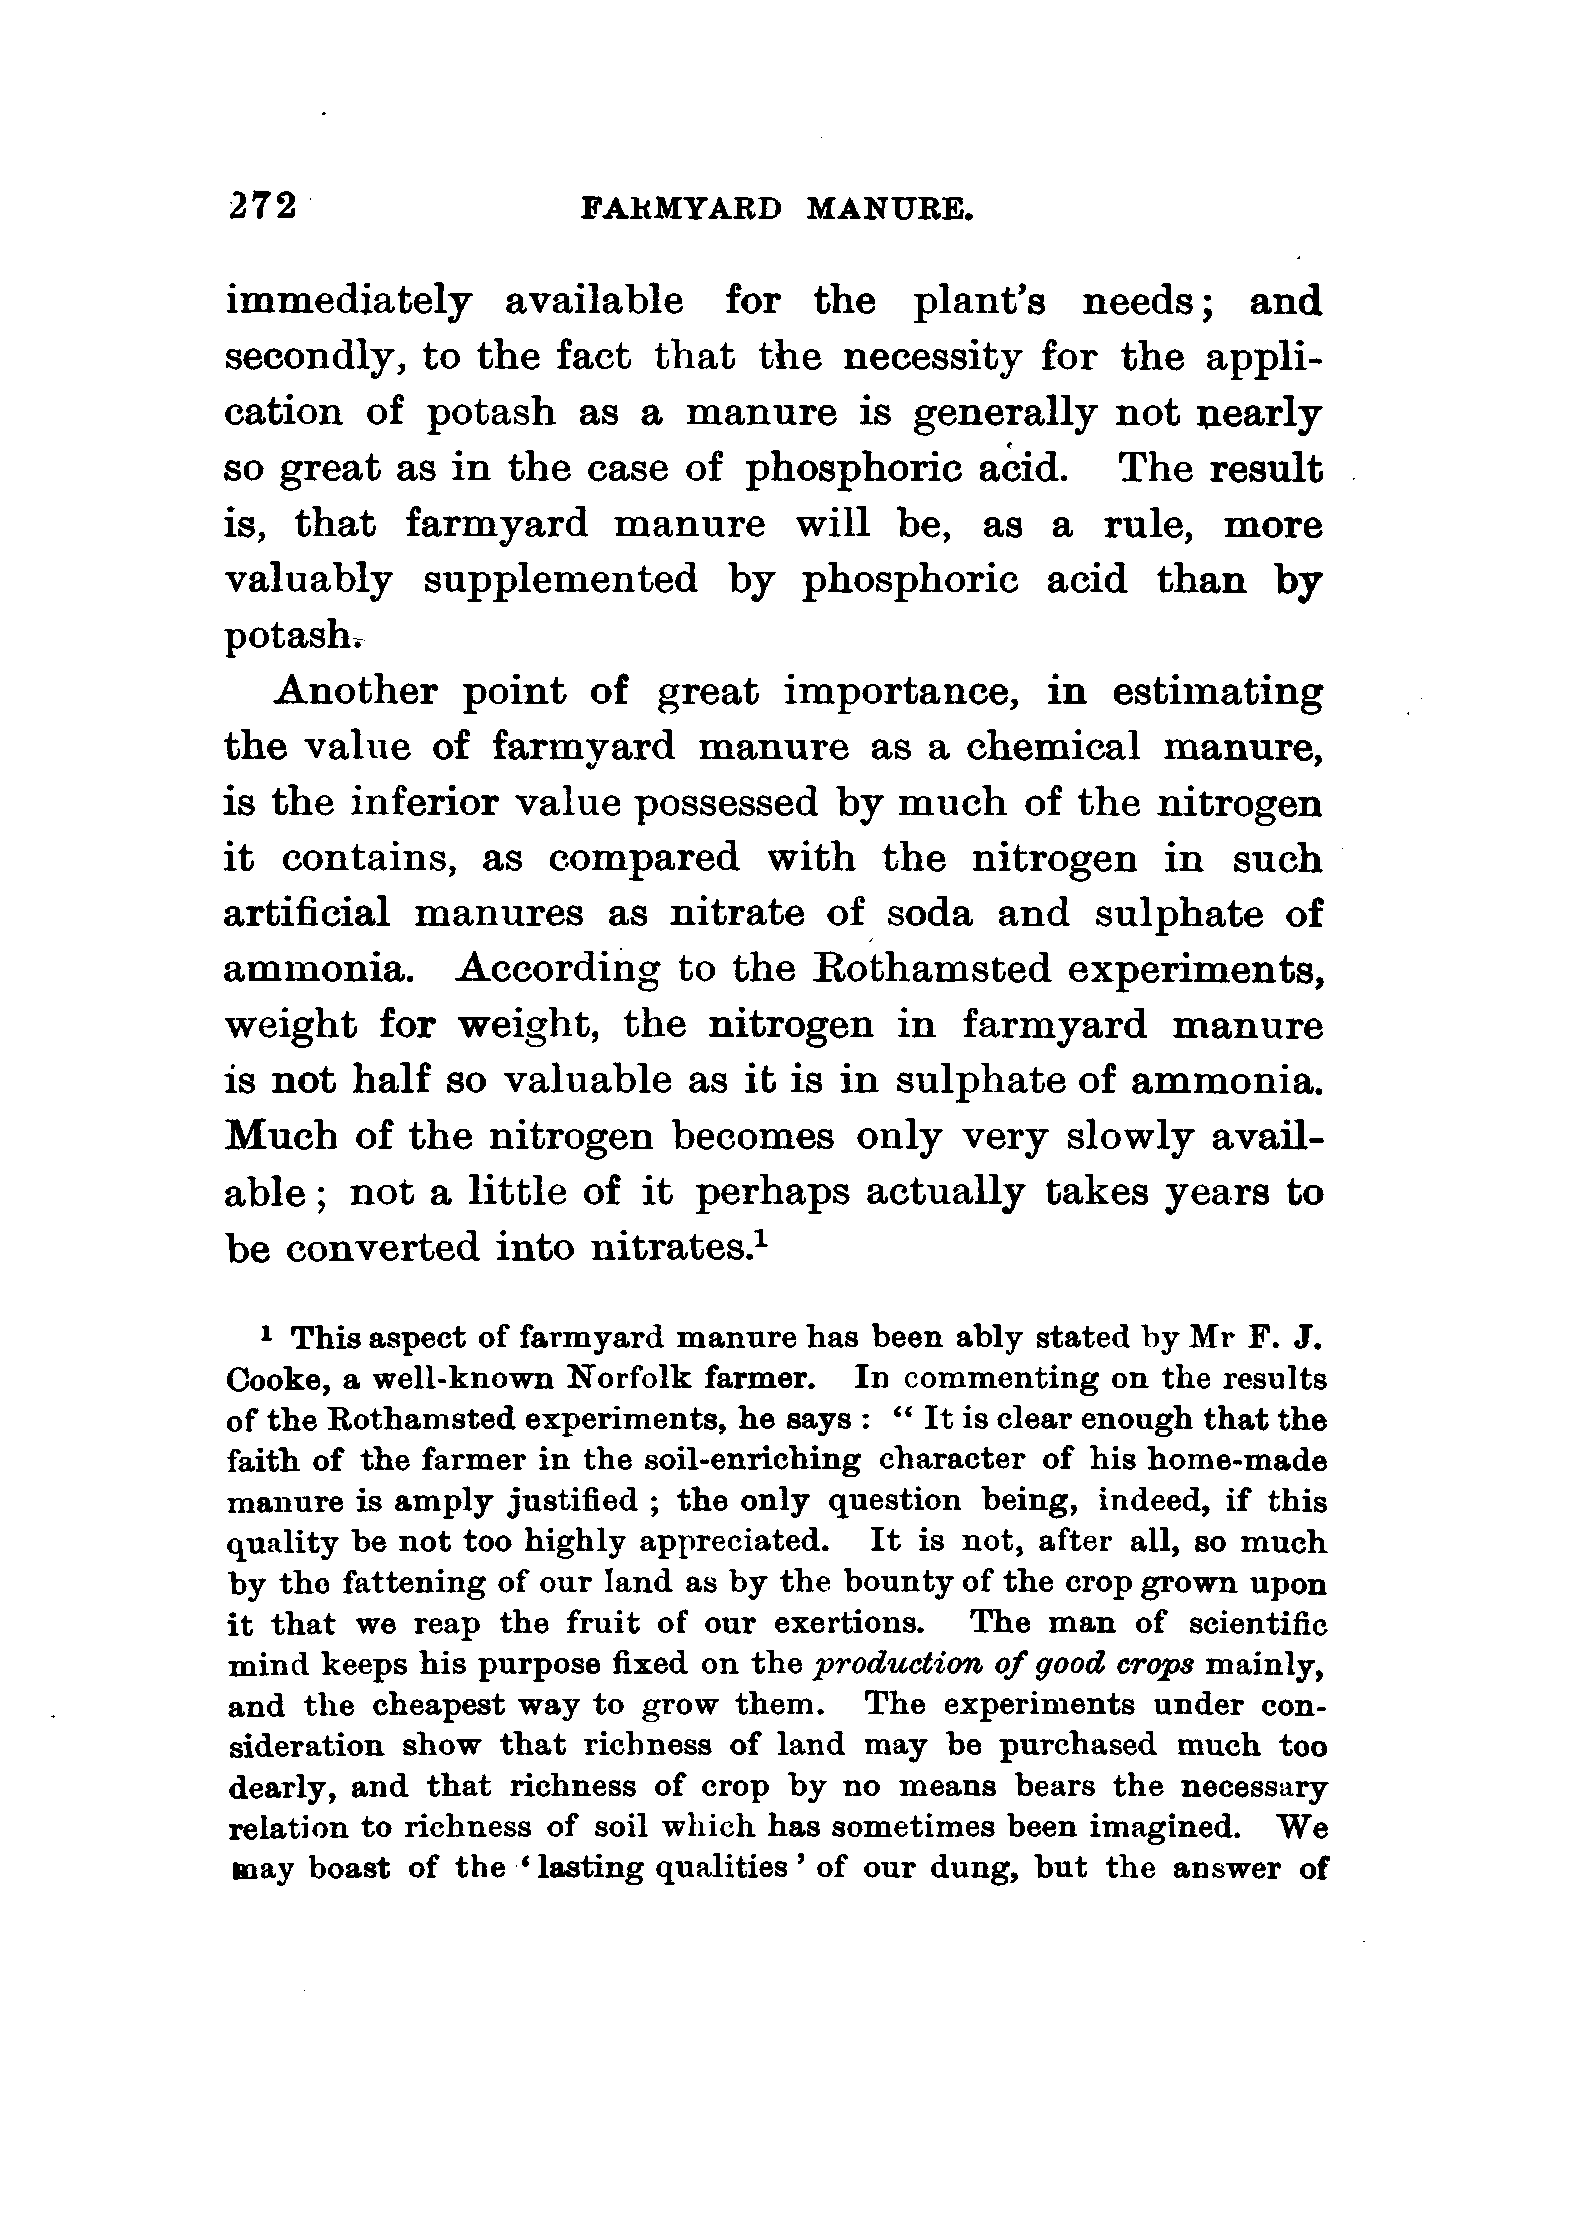 272 FARMYARD MANURE.
immediately available for the plant's needs; and
secondly, to the fact that the necessity for the appli-
cation of potash as a manure is generally not nearly
so great as in the case of phosphoric acid. The result
is, that farmyard manure will be, as a rule, more
valuably supplemented by phosphoric acid than by
potash.
Another point of great importance, in estimating
the value of farmyard manure as a chemical manure,
is the inferior value possessed by much of the nitrogen
it contains, as compared with the nitrogen in such
artificial manures as nitrate of soda and sulphate of
ammonia. According to the Rothamsted experiments,
weight for weight, the nitrogen in farmyard manure
is not half so valuable as it is in sulphate of ammonia.
Much of the nitrogen becomes only very slowly avail-
able; not a little of it perhaps actually takes years to
be converted into nitrates.¹
¹ This aspect of farmyard manure has been ably stated by Mr F. J.
Cooke, a well-known Norfolk farmer. In commenting on the results
of the Rothamsted experiments, he says: “It is clear enough that the
faith of the farmer in the soil-enriching character of his home-made
manure is amply justified; the only question being, indeed, if this
quality be not too highly appreciated. It is not, after all, so much
by the fattening of our land as by the bounty of the crop grown upon
it that we reap the fruit of our exertions. The man of scientific
mind keeps his purpose fixed on the production of good crops mainly,
and the cheapest way to grow them. The experiments under con-
sideration show that richness of land may be purchased much too
dearly, and that richness of crop by no means bears the necessary
relation to richness of soil which has sometimes been imagined. We
may boast of the ‘lasting qualities’ of our dung, but the answer of